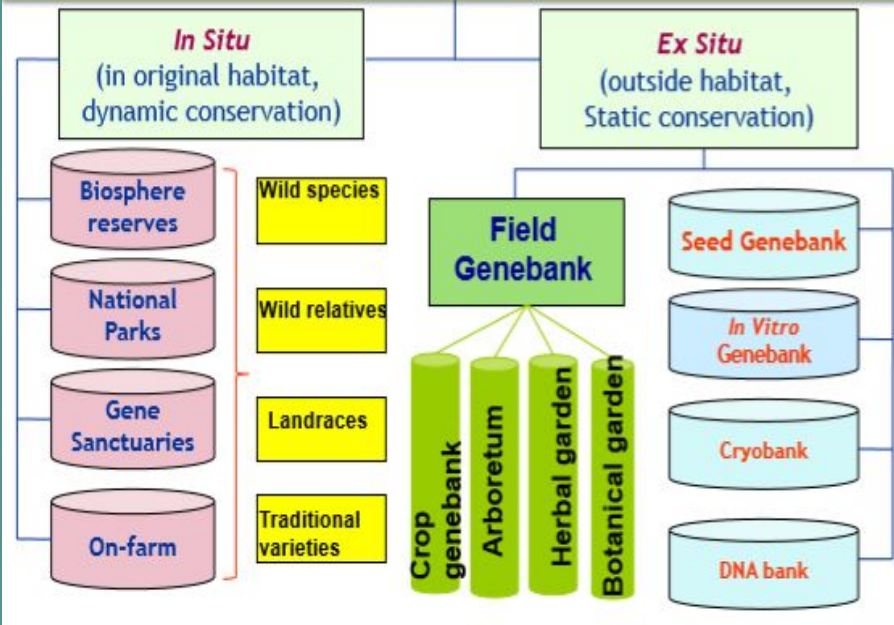 In Situ
(in original habitat,
dynamic conservation)
Ex Situ
(outside habitat,
Static conservation)
Biosphere
reserves
National
Parks
Gene
Sanctuaries
On-farm
Wild species
Wild relatives
Landraces
Traditional
varieties
Field
Genebank
Crop
genebank
Arboretum
Herbal garden
Botanical garden
Seed Genebank
In Vitro
Genebank
Cryobank
DNA bank